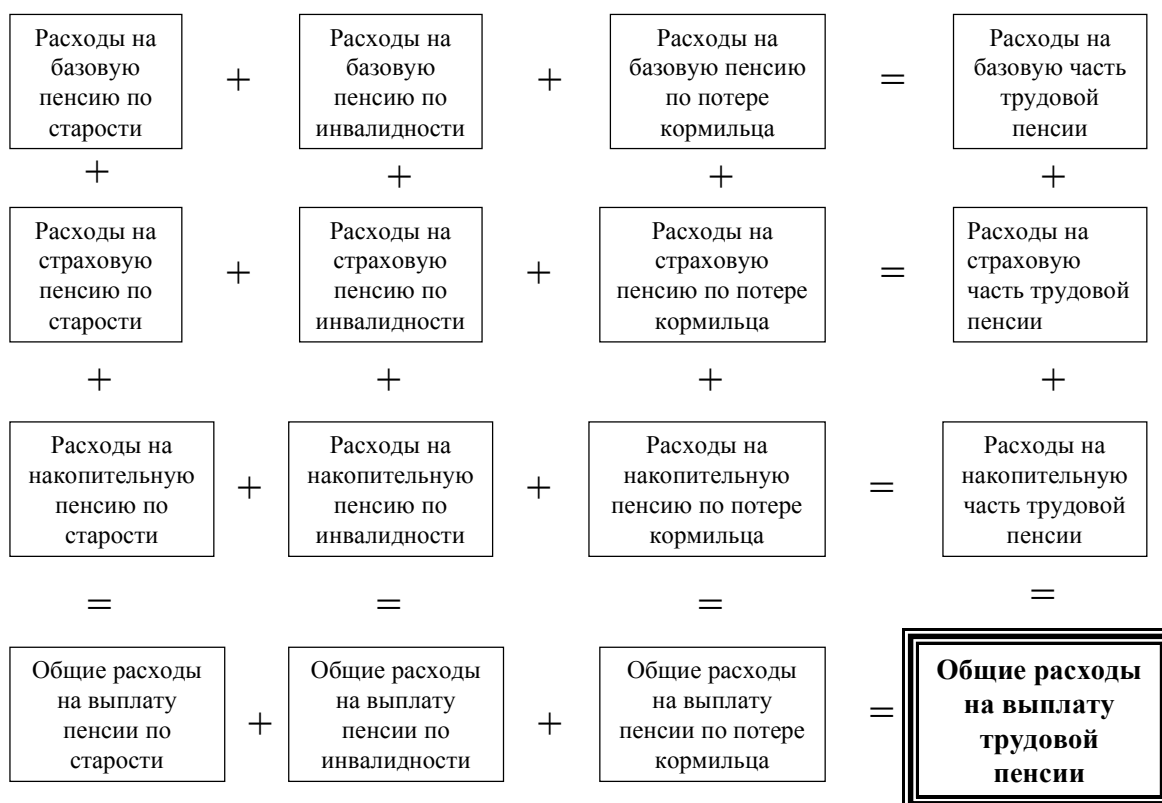 Расходы на
базовую
пенсию по
старости
+
Расходы на
базовую
пенсию по
инвалидности
+
Расходы на
базовую пенсию
по потере
кормильца
=
Расходы на
базовую часть
трудовой
пенсии
+
+
+
+
Расходы на
страховую
пенсию по
старости
+
Расходы на
страховую
пенсию по
инвалидности
+
Расходы на
страховую
пенсию по потере
кормильца
=
Расходы на
страховую
часть трудовой
пенсии
+
+
+
+
Расходы на
накопительную
пенсию по
старости
+
Расходы на
накопительную
пенсию по
инвалидности
+
Расходы на
накопительную
пенсию по потере
кормильца
=
Расходы на
накопительную
часть трудовой
пенсии
=
=
=
=
Общие расходы
на выплату
пенсии по
старости
+
Общие расходы
на выплату
пенсии по
инвалидности
+
Общие расходы
на выплату
пенсии по потере
кормильца
=
Общие расходы
на выплату
трудовой
пенсии